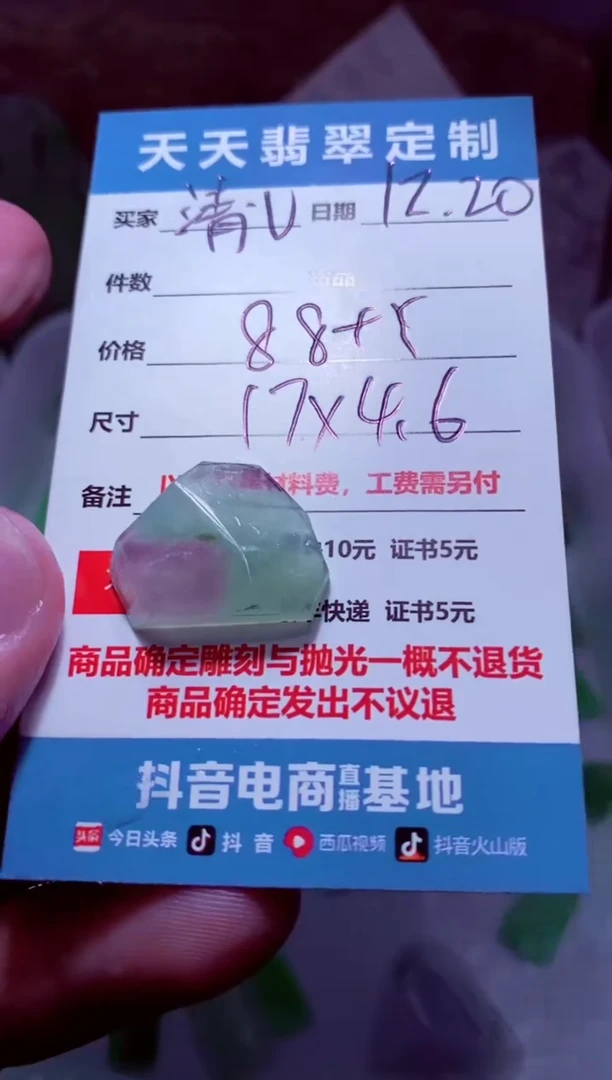 天天翡翠定制
买家 清U 日期 12.20
件数
价格 88+5
尺寸 17×4.6
备注 料费，工费需另付
10元 证书5元
快递 证书5元
商品确定雕刻与抛光一概不退货
商品确定发出不议退
抖音电商直播基地
头条 今日头条 抖音 西瓜视频 抖音火山版